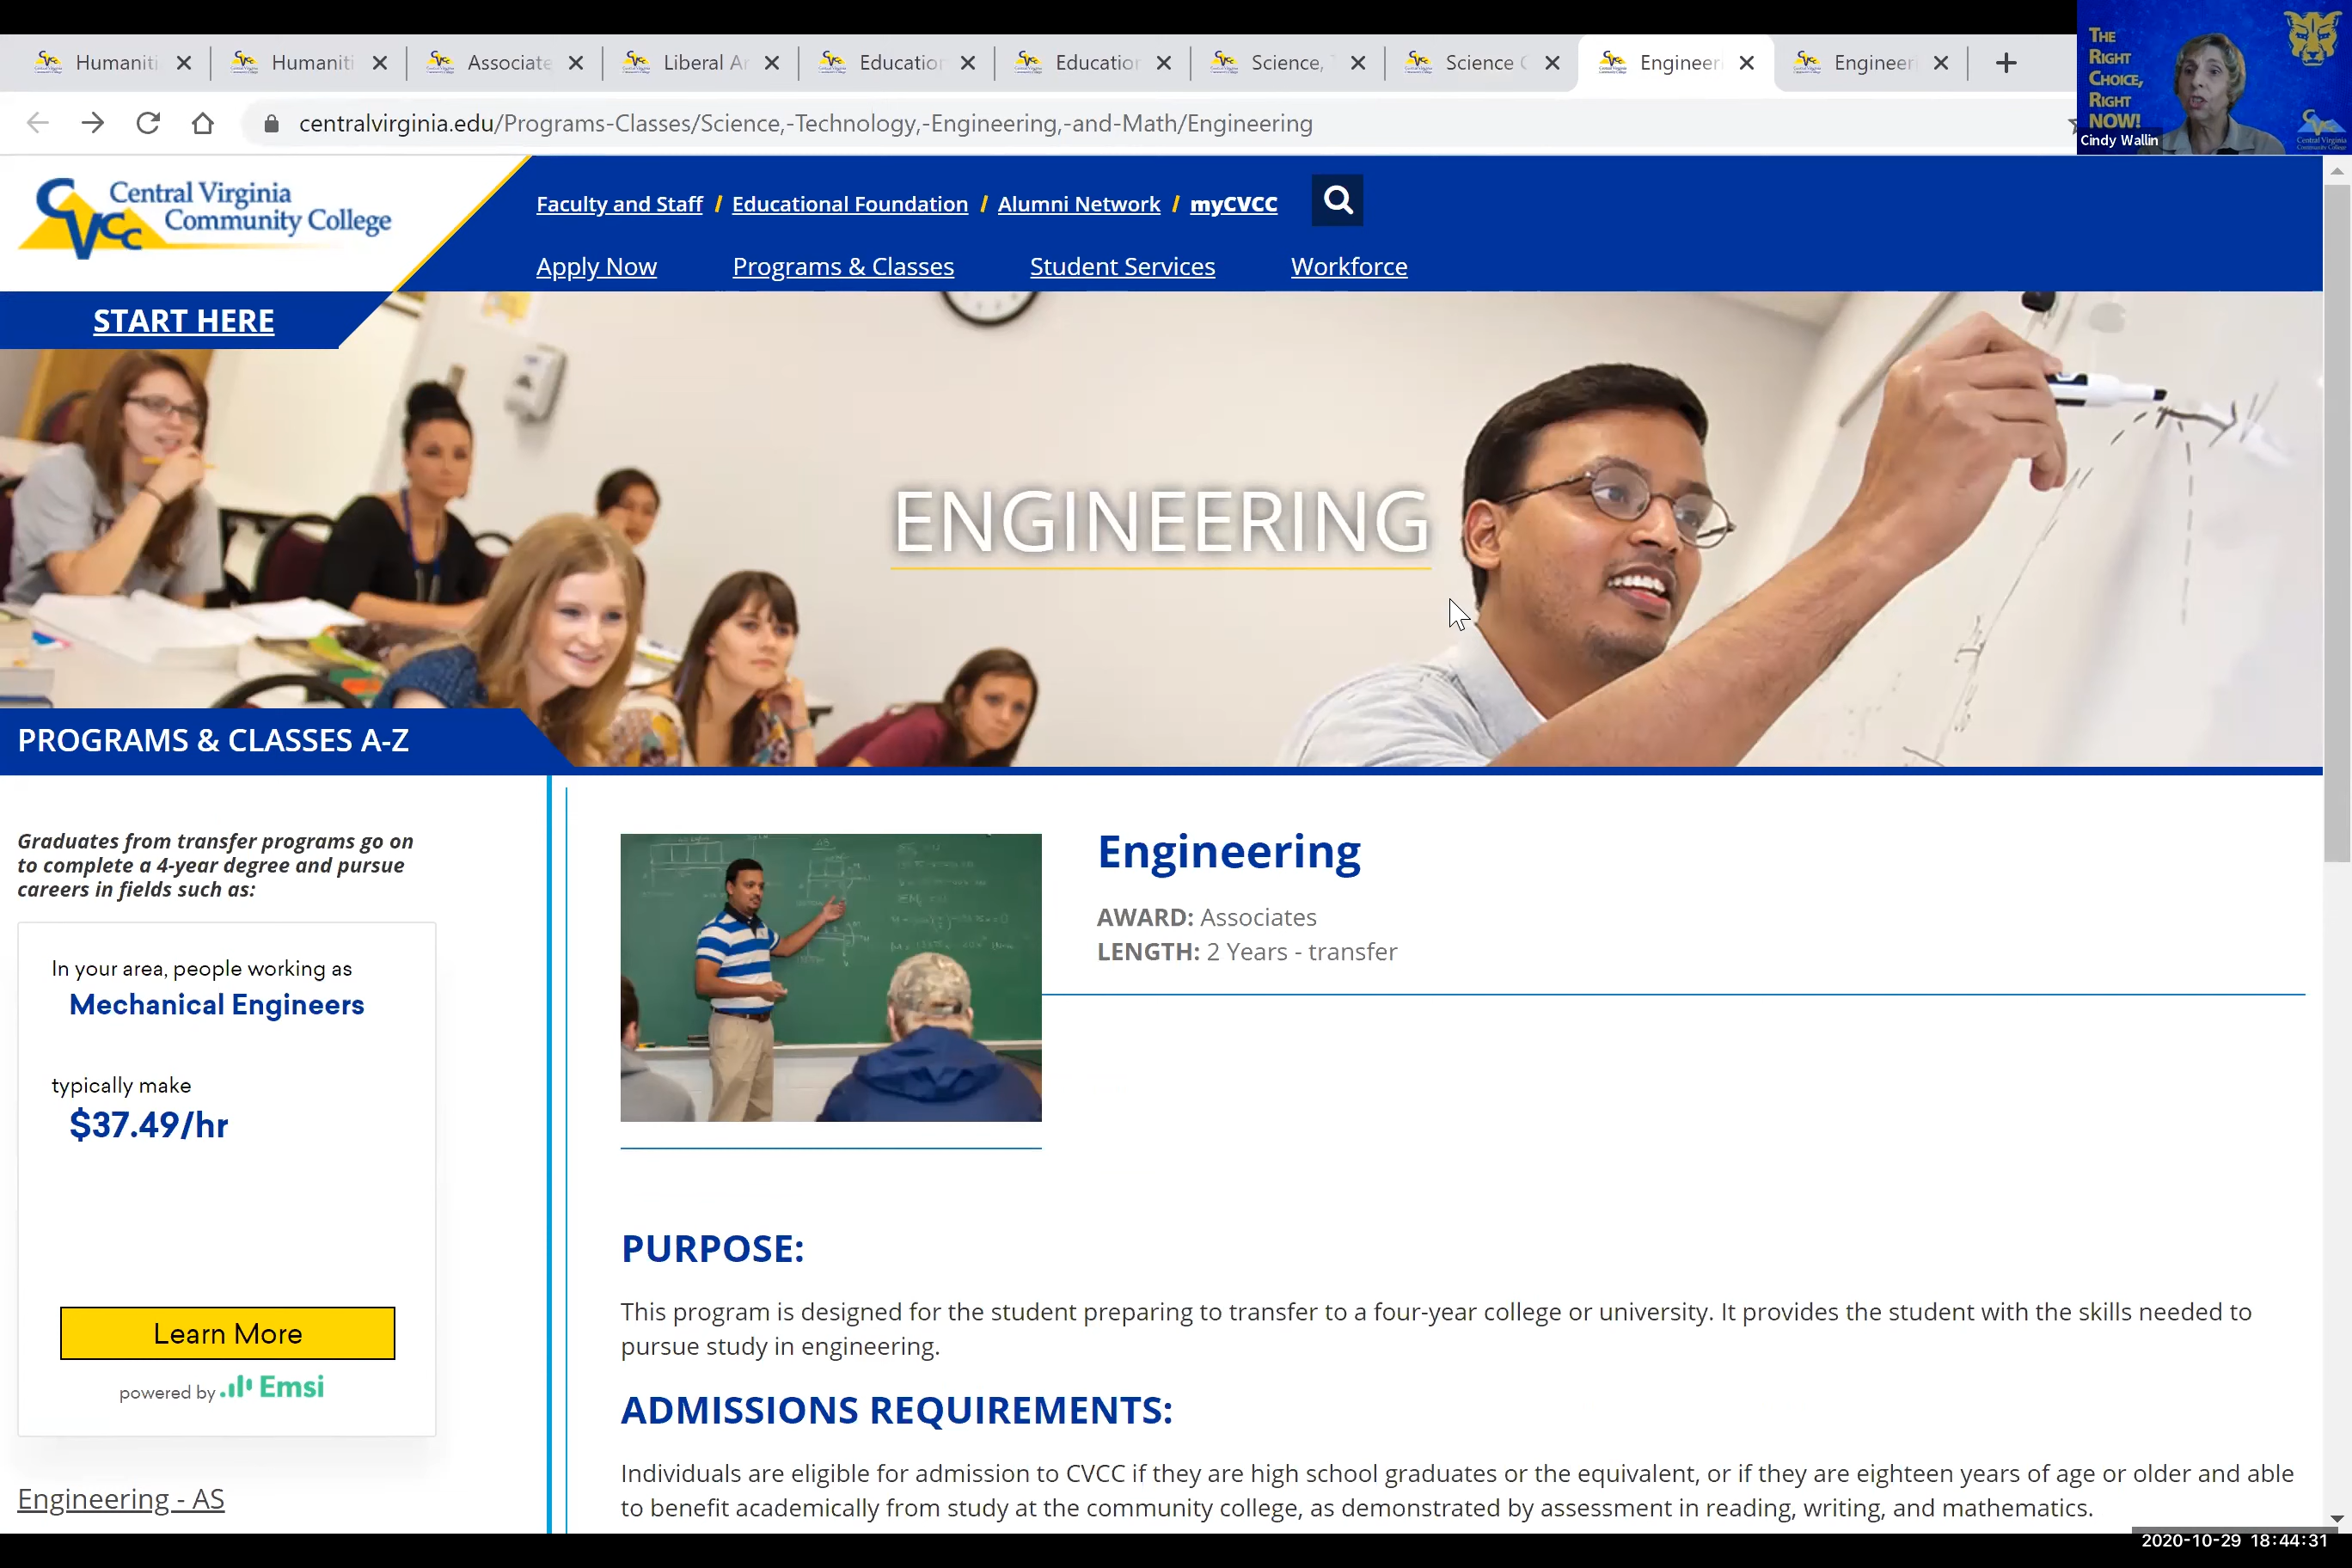 Humaniti
Humaniti
Associate
Liberal Ar
Education
Education
Science, T
Science C
Engineer
Engineer
centralvirginia.edu/Programs-Classes/Science,-Technology,-Engineering,-and-Math/Engineering
THE
RIGHT
CHOICE,
RIGHT
NOW!
Cindy Wallin
Central Virginia
Community College
CVCC
Central Virginia
Community College
Faculty and Staff / Educational Foundation / Alumni Network / myCVCC
Apply Now Programs & Classes Student Services Workforce
START HERE
ENGINEERING
PROGRAMS & CLASSES A-Z
Graduates from transfer programs go on
to complete a 4-year degree and pursue
careers in fields such as:
In your area, people working as
Mechanical Engineers
typically make
$37.49/hr
Learn More
powered by Emsi
Engineering - AS
Engineering
AWARD: Associates
LENGTH: 2 Years - transfer
PURPOSE:
This program is designed for the student preparing to transfer to a four-year college or university. It provides the student with the skills needed to
pursue study in engineering.
ADMISSIONS REQUIREMENTS:
Individuals are eligible for admission to CVCC if they are high school graduates or the equivalent, or if they are eighteen years of age or older and able
to benefit academically from study at the community college, as demonstrated by assessment in reading, writing, and mathematics.
2020-10-29 18:44:31